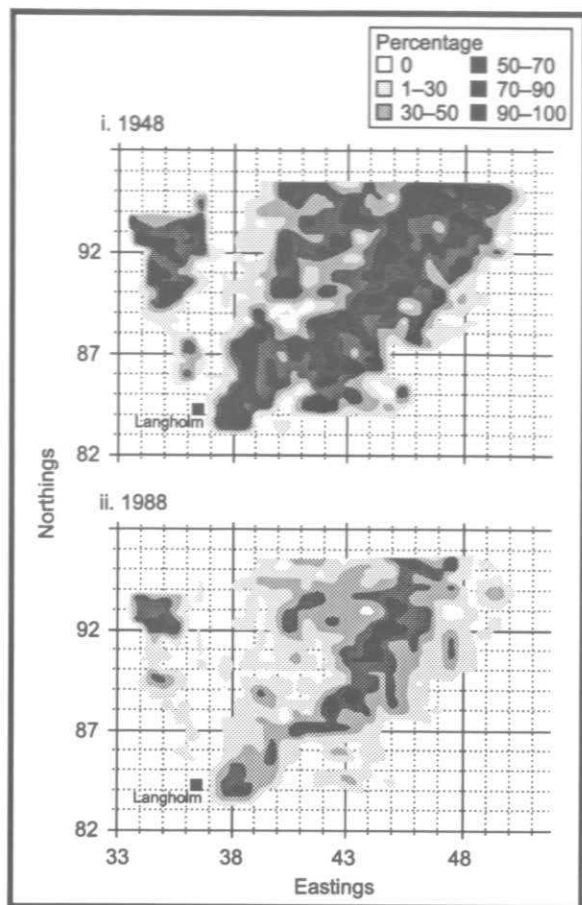 Percentage
0
50–70
1–30
70–90
30–50
90–100
i. 1948
92
87
Langholm
82
Northings
ii. 1988
92
87
Langholm
82
33 38 43 48
Eastings